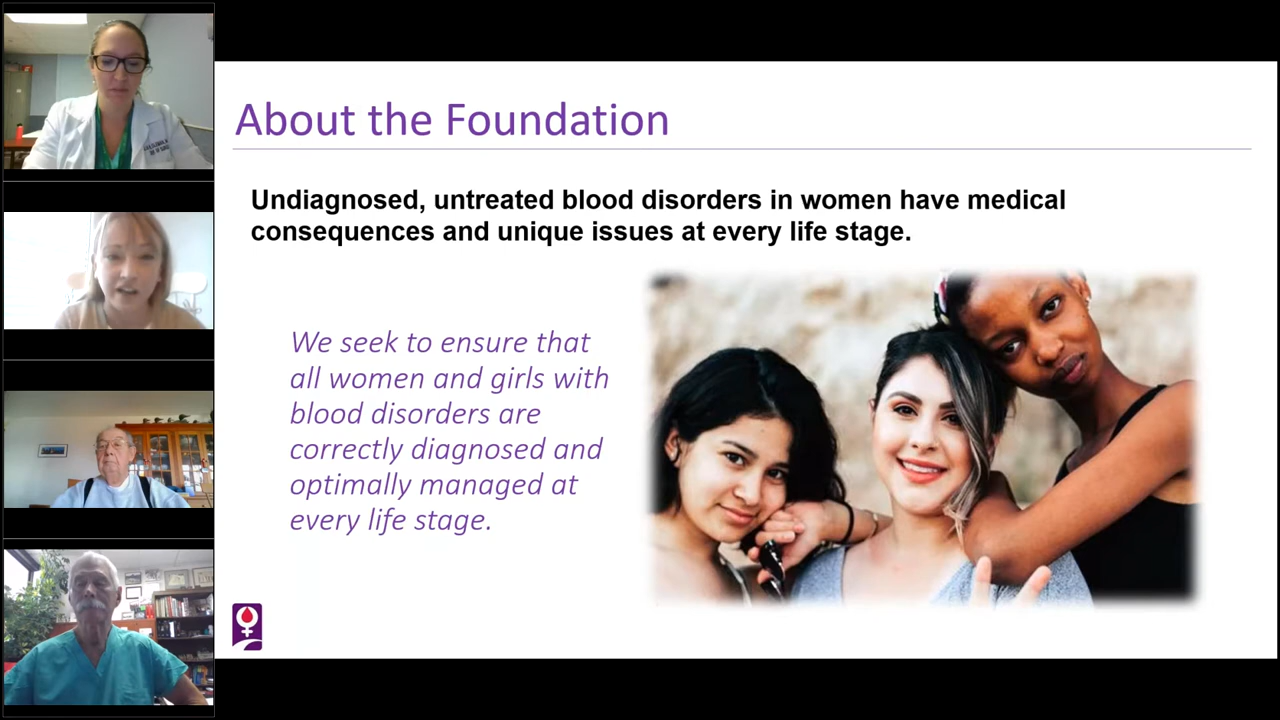 About the Foundation
Undiagnosed, untreated blood disorders in women have medical
consequences and unique issues at every life stage.
We seek to ensure that
all women and girls with
blood disorders are
correctly diagnosed and
optimally managed at
every life stage.